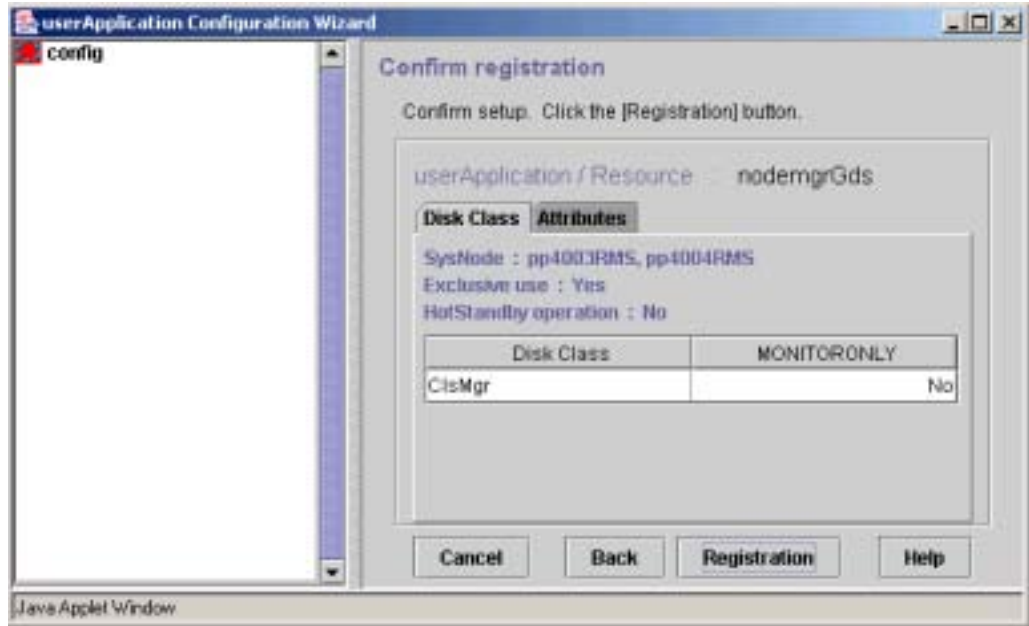 userApplication Configuration Wizard
config
Confirm registration
Confirm setup. Click the [Registration] button.
userApplication / Resource : nodemgrGds
Disk Class Attributes
SysNode : pp4003RMS, pp4004RMS
Exclusive use : Yes
HotStandby operation : No
Disk Class MONITORONLY
ClsMgr No
Cancel Back Registration Help
Java Applet Window